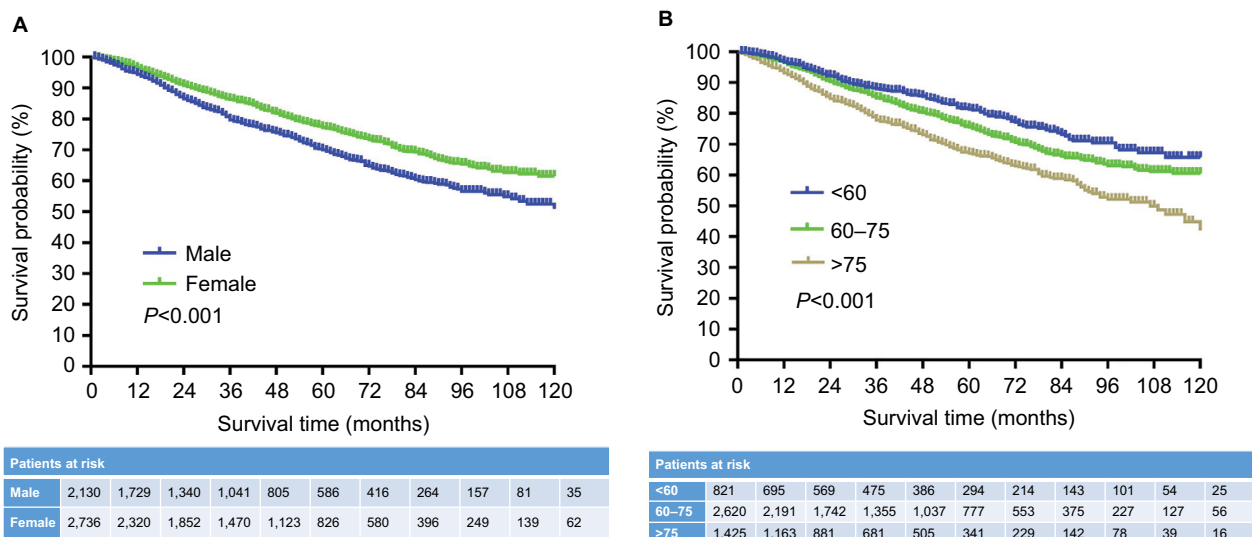 A
Survival probability (%)
100
90
80
70
60
50
40
30
20
10
0
Male
Female
P<0.001
0 12 24 36 48 60 72 84 96 108 120
Survival time (months)
Patients at risk
Male 2,130 1,729 1,340 1,041 805 586 416 264 157 81 35
Female 2,736 2,320 1,852 1,470 1,123 826 580 396 249 139 62
B
Survival probability (%)
100
90
80
70
60
50
40
30
20
10
0
<60
60–75
>75
P<0.001
0 12 24 36 48 60 72 84 96 108 120
Survival time (months)
Patients at risk
<60 821 695 569 475 386 294 214 143 101 54 25
60–75 2,620 2,191 1,742 1,355 1,037 777 553 375 227 127 56
>75 1,425 1,163 881 681 505 341 229 142 78 39 16